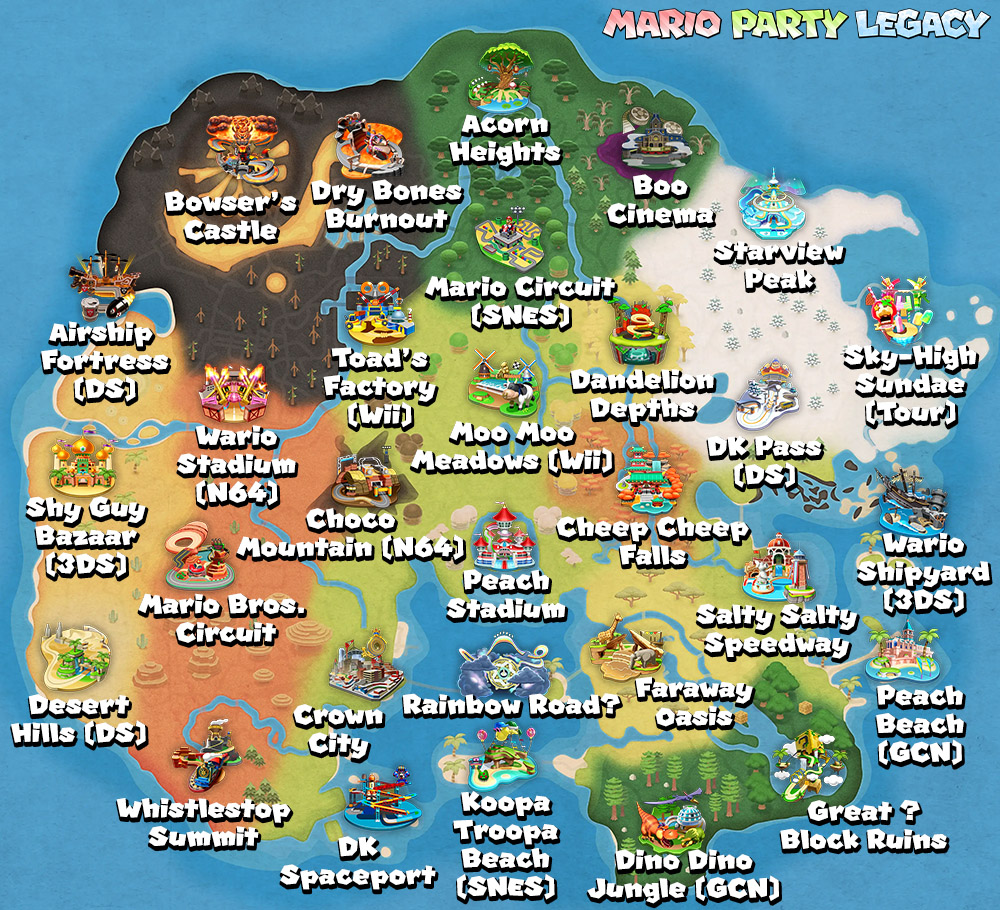 MARIO PARTY LEGACY
Acorn
Heights
Bowser's
Castle
Dry Bones
Burnout
Boo
Cinema
Starview
Peak
Mario Circuit
(SNES)
Airship
Fortress
(DS)
Toad's
Factory
(Wii)
Dandelion
Depths
Sky-High
Sundae
(Tour)
Wario
Stadium
(N64)
Moo Moo
Meadows (Wii)
DK Pass
(DS)
Shy Guy
Bazaar
(3DS)
Choco
Mountain (N64)
Cheep Cheep
Falls
Wario
Shipyard
(3DS)
Peach
Stadium
Mario Bros.
Circuit
Salty Salty
Speedway
Desert
Hills (DS)
Crown
City
Rainbow Road?
Faraway
Oasis
Peach
Beach
(GCN)
Whistlestop
Summit
DK
Spaceport
Koopa
Troopa
Beach
(SNES)
Great ?
Block Ruins
Dino Dino
Jungle (GCN)